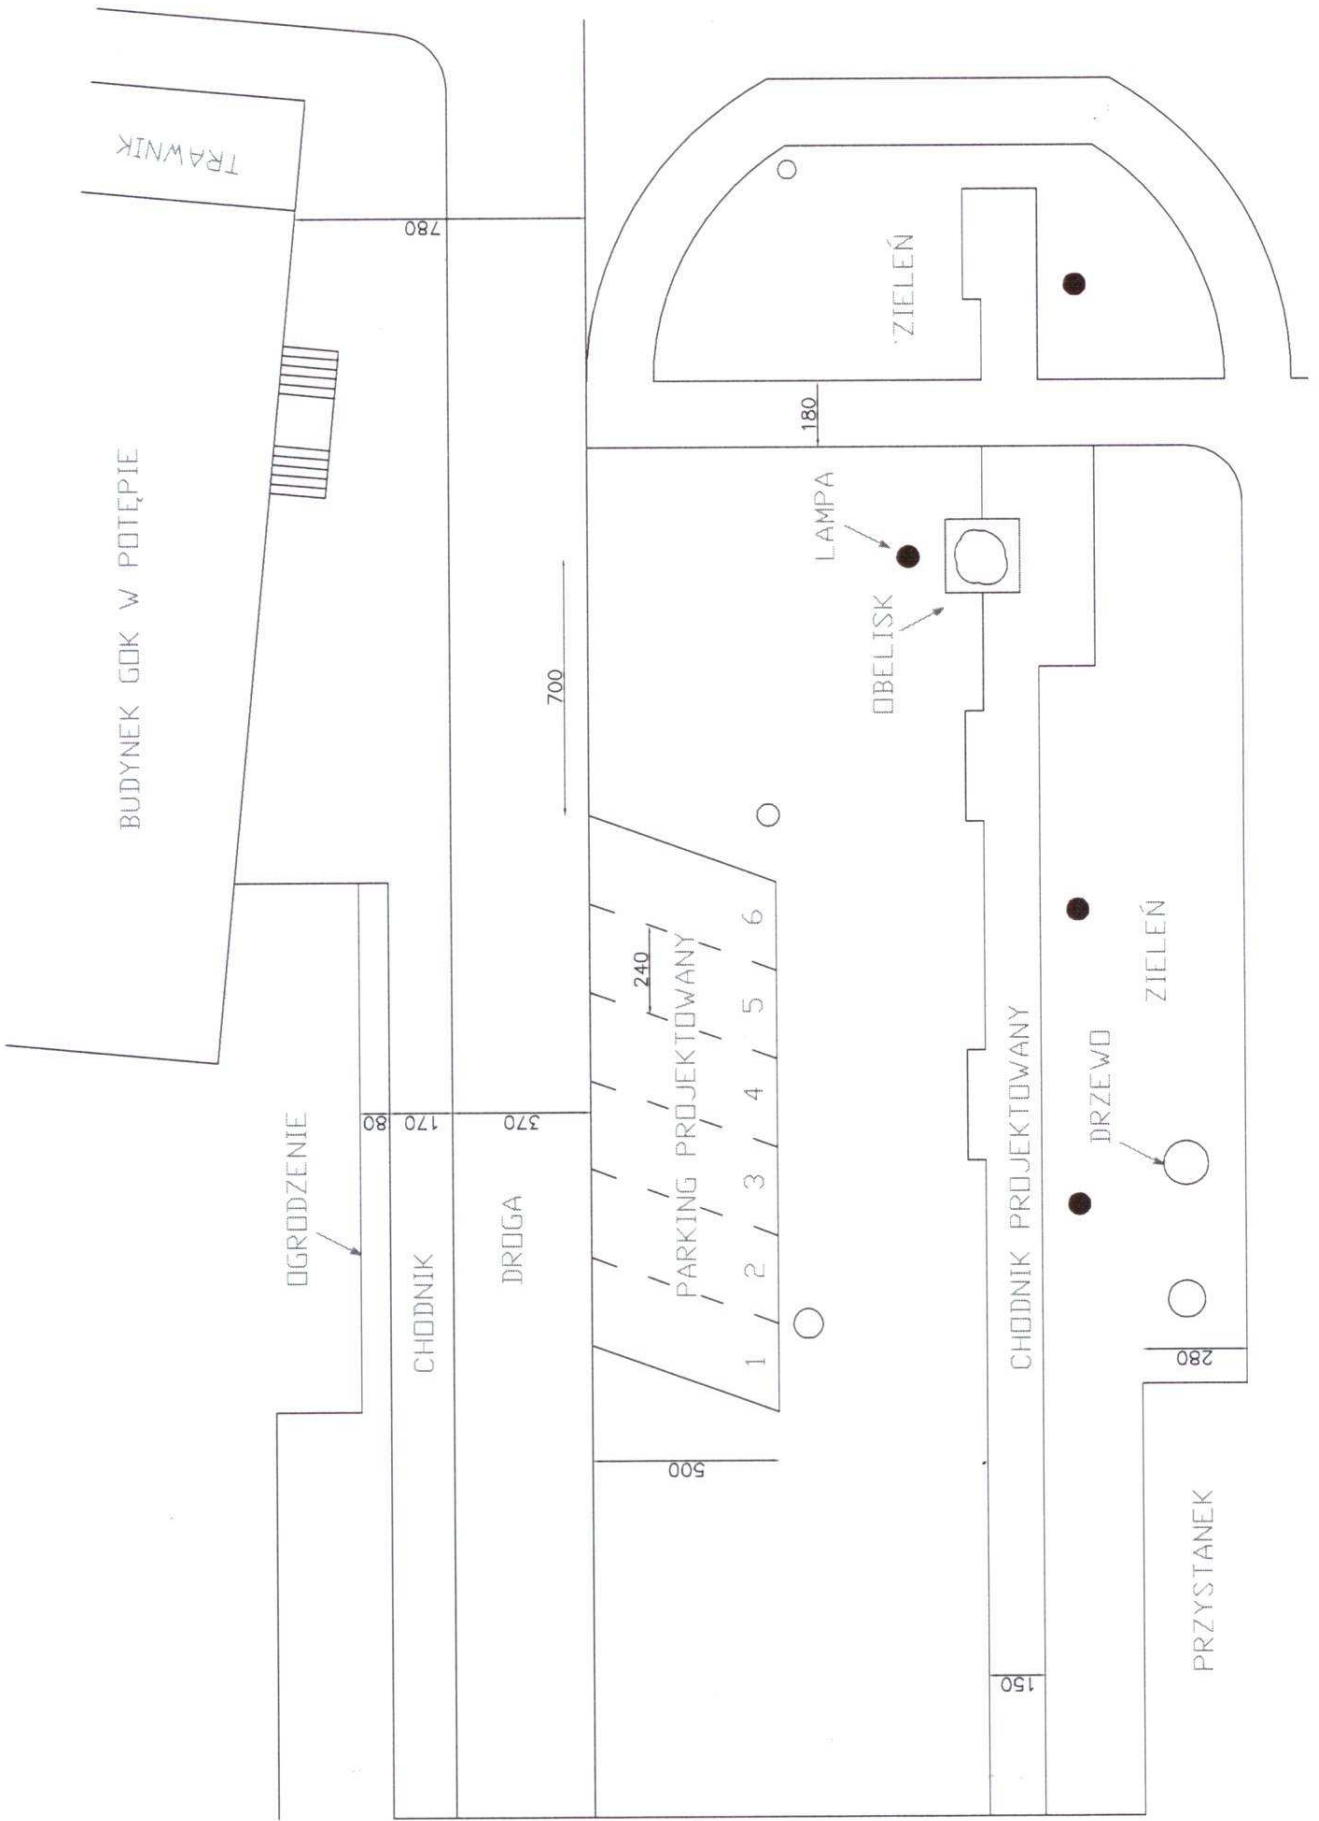 TRAWNIK
BUDYNEK GOK W POTĘPIE
780
ZIELEŃ
180
LAMPA
OBELISK
700
OGRODZENIE
80
170
370
CHODNIK
DROGA
240
PARKING PROJEKTOWANY
1 2 3 4 5 6
500
CHODNIK PROJEKTOWANY
DRZEWO
ZIELEŃ
280
150
PRZYSTANEK